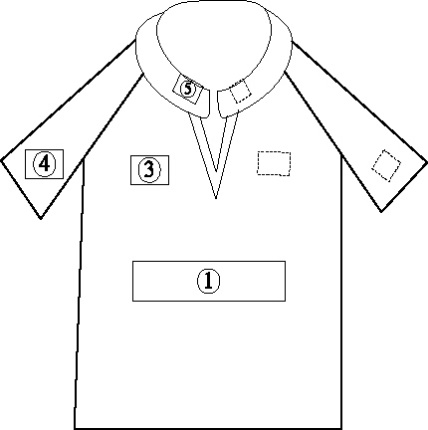 ⑤
④
③
①